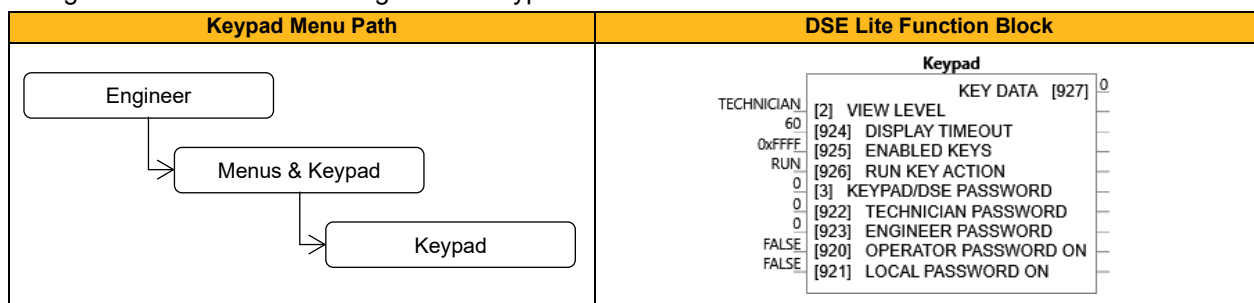 Keypad Menu Path
DSE Lite Function Block
Engineer
Menus & Keypad
Keypad
Keypad
KEY DATA [927] 0
TECHNICIAN [2] VIEW LEVEL
60 [924] DISPLAY TIMEOUT
0xFFFF [925] ENABLED KEYS
RUN [926] RUN KEY ACTION
0 [3] KEYPAD/DSE PASSWORD
0 [922] TECHNICIAN PASSWORD
0 [923] ENGINEER PASSWORD
FALSE [920] OPERATOR PASSWORD ON
FALSE [921] LOCAL PASSWORD ON